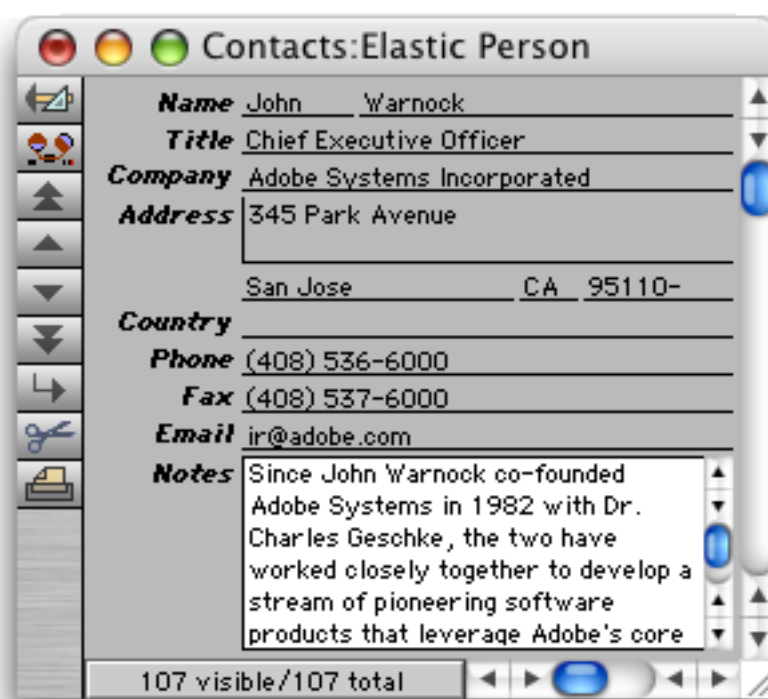 Contacts:Elastic Person
Name John Warnock
Title Chief Executive Officer
Company Adobe Systems Incorporated
Address 345 Park Avenue
San Jose CA 95110-
Country
Phone (408) 536-6000
Fax (408) 537-6000
Email ir@adobe.com
Notes Since John Warnock co-founded
Adobe Systems in 1982 with Dr.
Charles Geschke, the two have
worked closely together to develop a
stream of pioneering software
products that leverage Adobe's core
107 visible/107 total